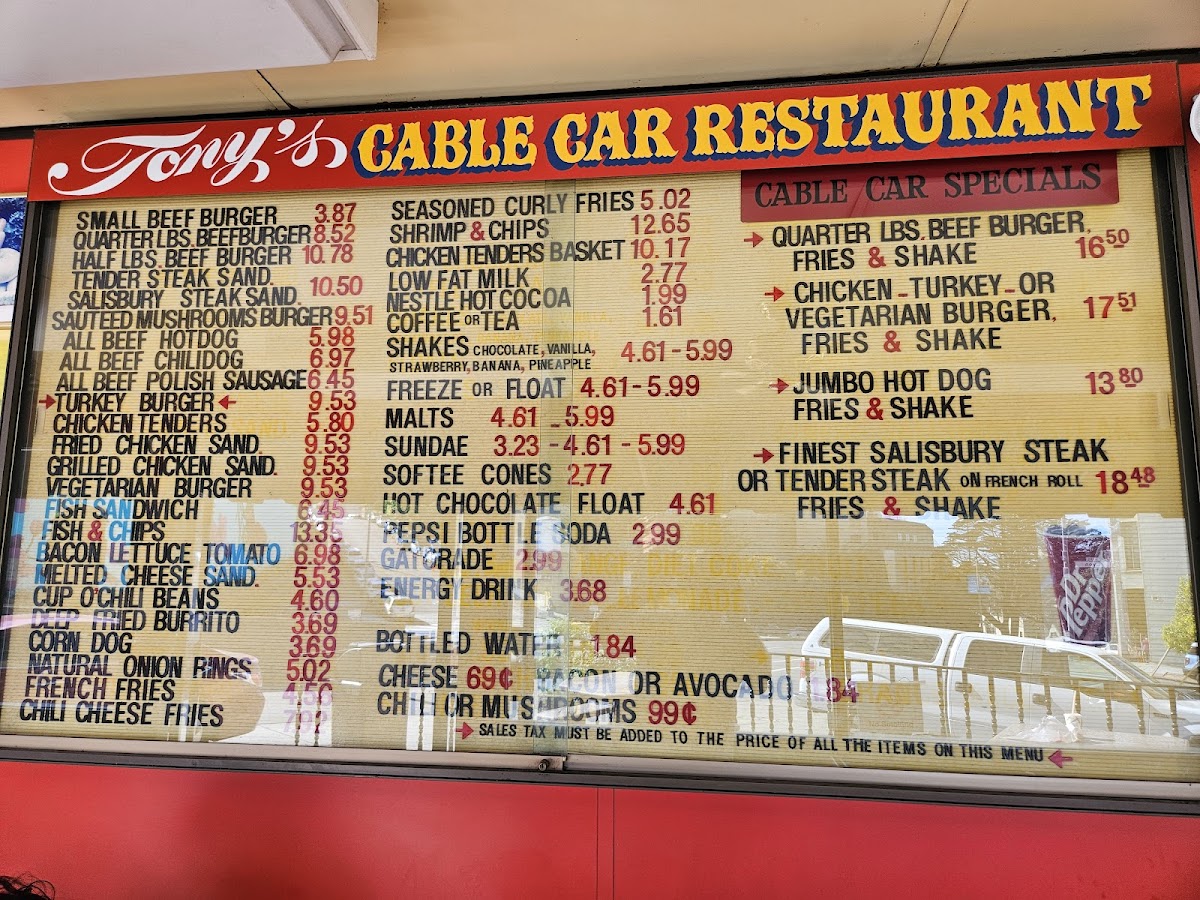 Tony's CABLE CAR RESTAURANT
SMALL BEEF BURGER 3.87
QUARTER LBS. BEEFBURGER 8.52
HALF LBS. BEEF BURGER 10.78
TENDER STEAK SAND.
SALISBURY STEAK SAND. 10.50
SAUTEED MUSHROOMS BURGER 9.51
ALL BEEF HOTDOG 5.98
ALL BEEF CHILIDOG 6.97
ALL BEEF POLISH SAUSAGE 6 45
TURKEY BURGER 9.53
CHICKEN TENDERS 5.80
FRIED CHICKEN SAND. 9.53
GRILLED CHICKEN SAND. 9.53
VEGETARIAN BURGER 9.53
FISH SANDWICH 6.45
FISH & CHIPS 13.35
BACON LETTUCE TOMATO 6.98
MELTED CHEESE SAND. 5.53
CUP O'CHILI BEANS 4.60
DEEP FRIED BURRITO 3.69
CORN DOG 3.69
NATURAL ONION RINGS 5.02
FRENCH FRIES
CHILI CHEESE FRIES
SEASONED CURLY FRIES 5.02
SHRIMP & CHIPS 12.65
CHICKEN TENDERS BASKET 10.17
LOW FAT MILK 2.77
NESTLE HOT COCOA 1.99
COFFEE OR TEA 1.61
SHAKES CHOCOLATE, VANILLA, 4.61-5.99
STRAWBERRY, BANANA, PINEAPPLE
FREEZE OR FLOAT 4.61-5.99
MALTS 4.61 - 5.99
SUNDAE 3.23 - 4.61 - 5.99
SOFTEE CONES 2.77
HOT CHOCOLATE FLOAT 4.61
PEPSI BOTTLE SODA 2.99
GATORADE 2.99
ENERGY DRINK 3.68
BOTTLED WATER 1.84
CHEESE 69¢ BACON OR AVOCADO 1.84
CHILI OR MUSHROOMS 99¢
SALES TAX MUST BE ADDED TO THE PRICE OF ALL THE ITEMS ON THIS MENU
CABLE CAR SPECIALS
QUARTER LBS. BEEF BURGER,
FRIES & SHAKE 16 50
CHICKEN - TURKEY - OR
VEGETARIAN BURGER, 17 51
FRIES & SHAKE
JUMBO HOT DOG 13 80
FRIES & SHAKE
FINEST SALISBURY STEAK
OR TENDER STEAK ON FRENCH ROLL 18 48
FRIES & SHAKE
Dr Pepper